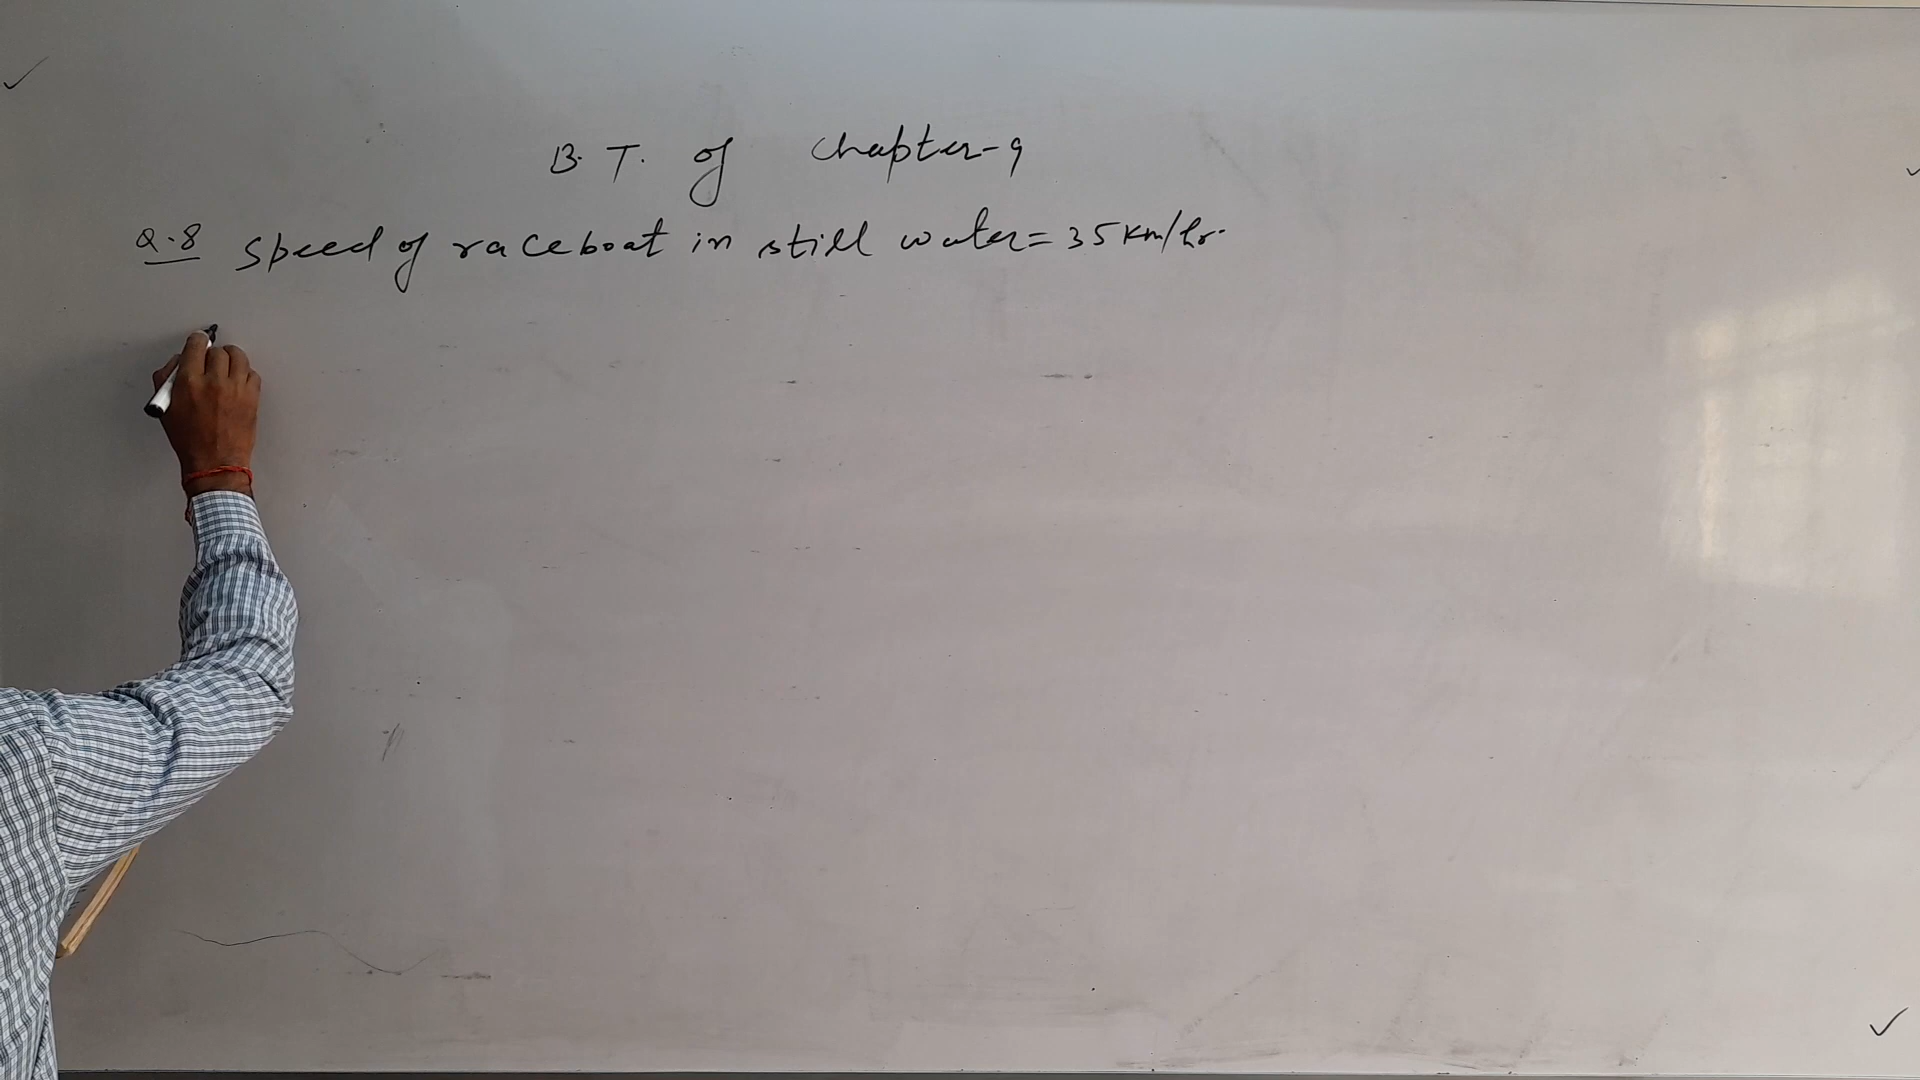 B.T. of Chapter-9
Q.8 Speed of raceboat in still water = 35 km/hr.